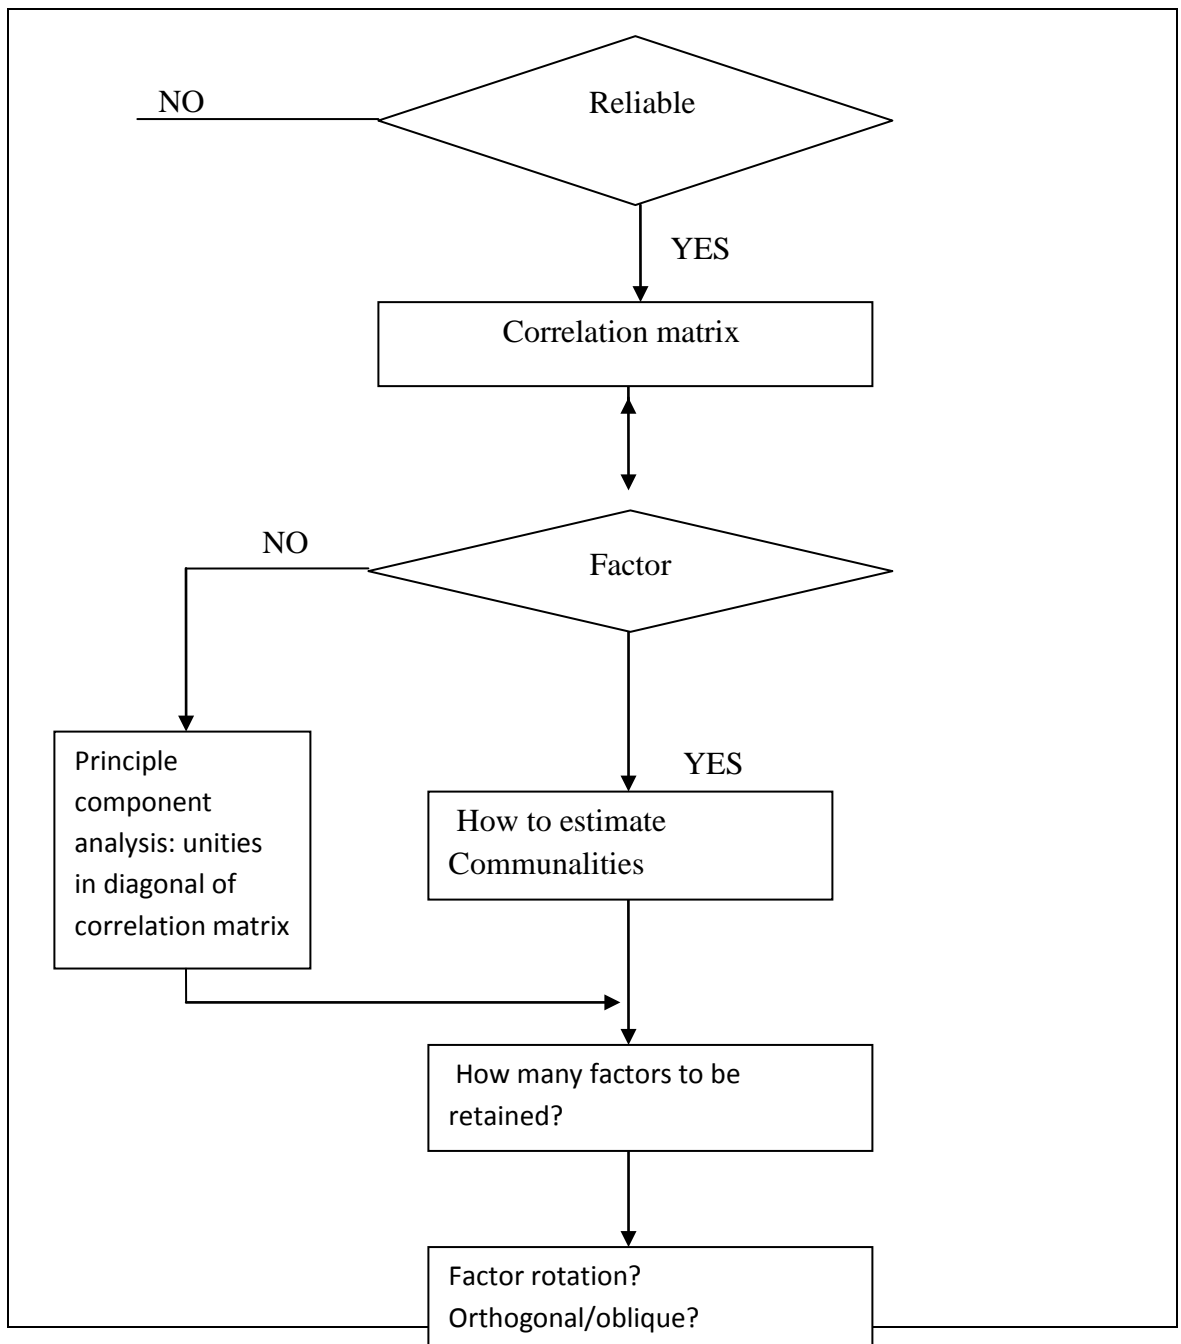 NO
Reliable
YES
Correlation matrix
NO
Factor
Principle
component
analysis: unities
in diagonal of
correlation matrix
YES
How to estimate
Communalities
How many factors to be
retained?
Factor rotation?
Orthogonal/oblique?